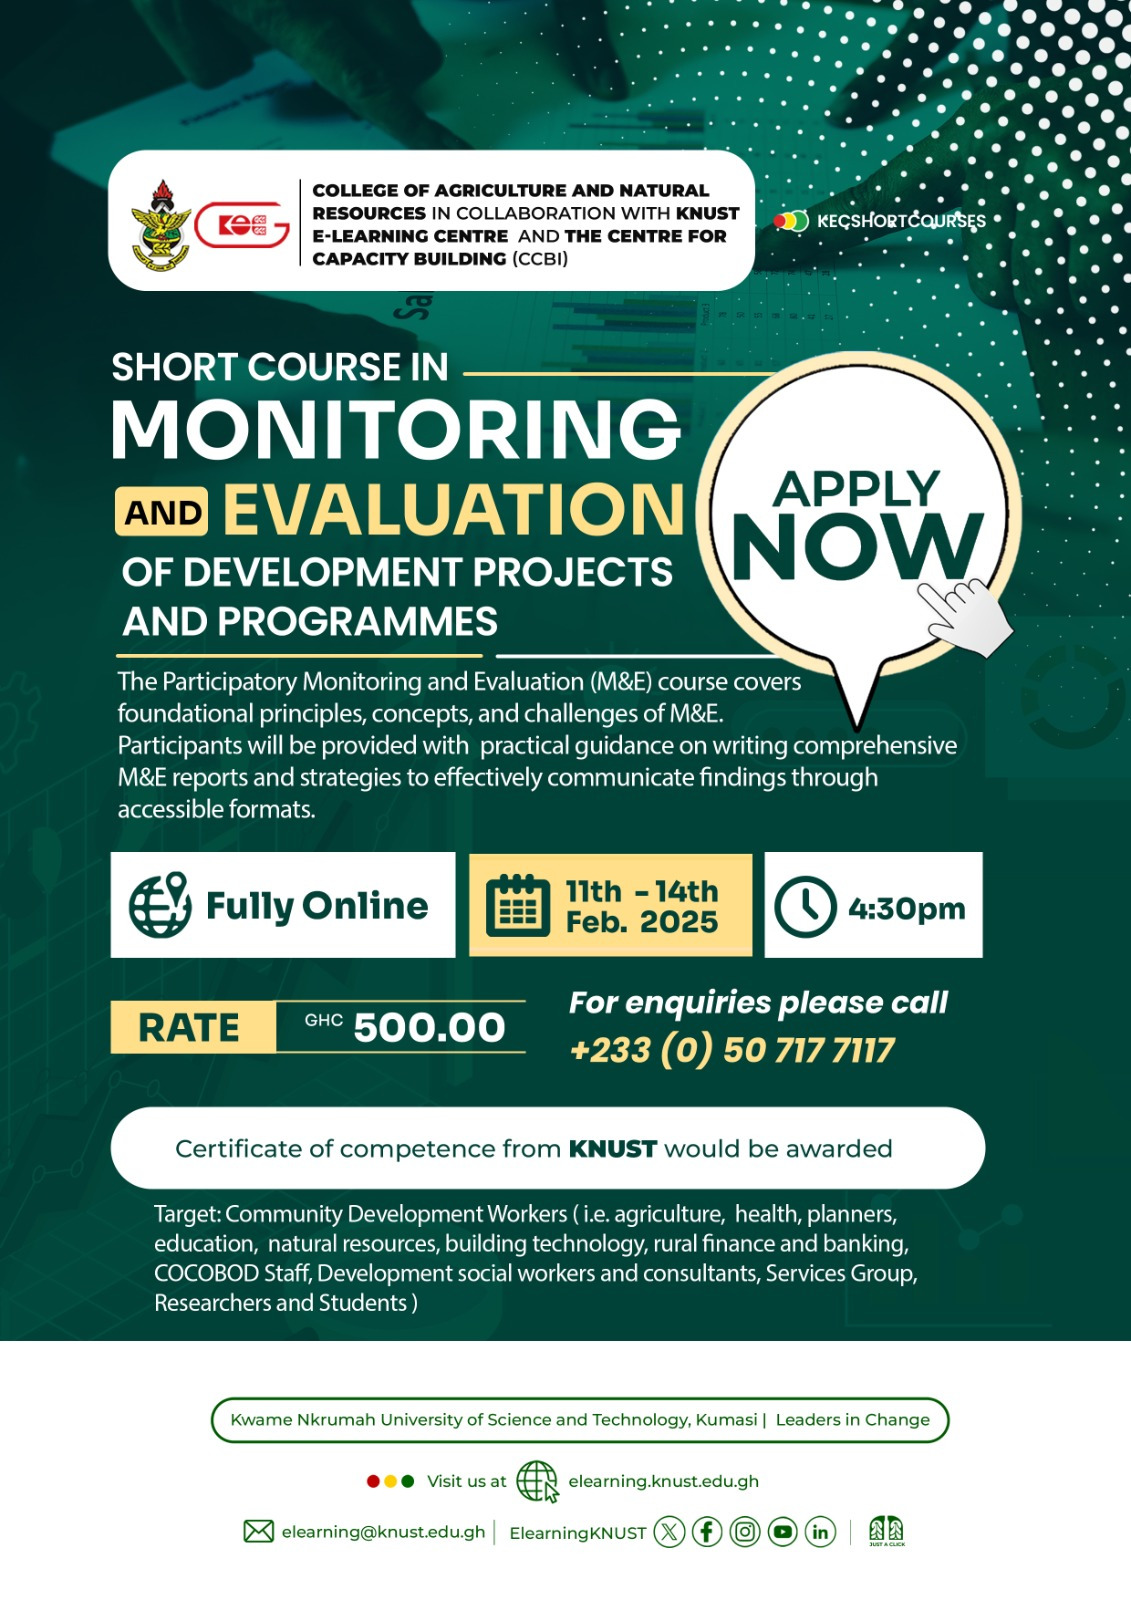 COLLEGE OF AGRICULTURE AND NATURAL
RESOURCES IN COLLABORATION WITH KNUST
E-LEARNING CENTRE AND THE CENTRE FOR
CAPACITY BUILDING (CCBI)
KECSHORTCOURSES
SHORT COURSE IN
MONITORING
AND EVALUATION
OF DEVELOPMENT PROJECTS
AND PROGRAMMES
APPLY
NOW
The Participatory Monitoring and Evaluation (M&E) course covers
foundational principles, concepts, and challenges of M&E.
Participants will be provided with practical guidance on writing comprehensive
M&E reports and strategies to effectively communicate findings through
accessible formats.
Fully Online
11th - 14th
Feb. 2025
4:30pm
RATE
GHC 500.00
For enquiries please call
+233 (0) 50 717 7117
Certificate of competence from KNUST would be awarded
Target: Community Development Workers ( i.e. agriculture, health, planners,
education, natural resources, building technology, rural finance and banking,
COCOBOD Staff, Development social workers and consultants, Services Group,
Researchers and Students )
Kwame Nkrumah University of Science and Technology, Kumasi | Leaders in Change
Visit us at elearning.knust.edu.gh
elearning@knust.edu.gh | ElearningKNUST
JUST A CLICK